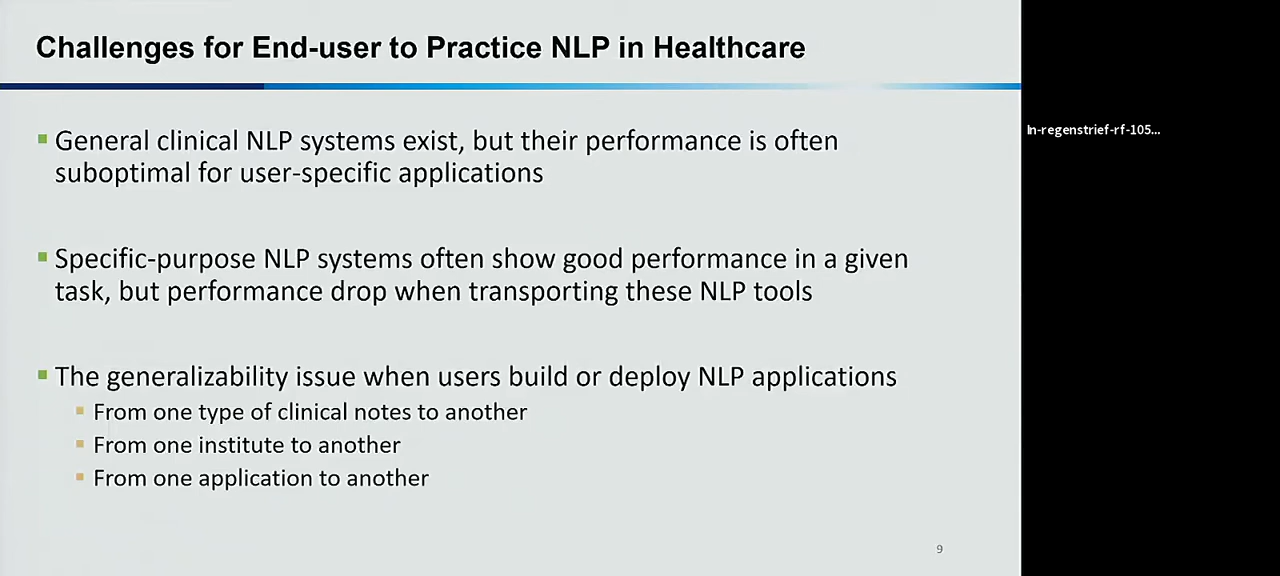 Challenges for End-user to Practice NLP in Healthcare
General clinical NLP systems exist, but their performance is often
suboptimal for user-specific applications
Specific-purpose NLP systems often show good performance in a given
task, but performance drop when transporting these NLP tools
The generalizability issue when users build or deploy NLP applications
From one type of clinical notes to another
From one institute to another
From one application to another
9
In-regenstrief-rf-105...